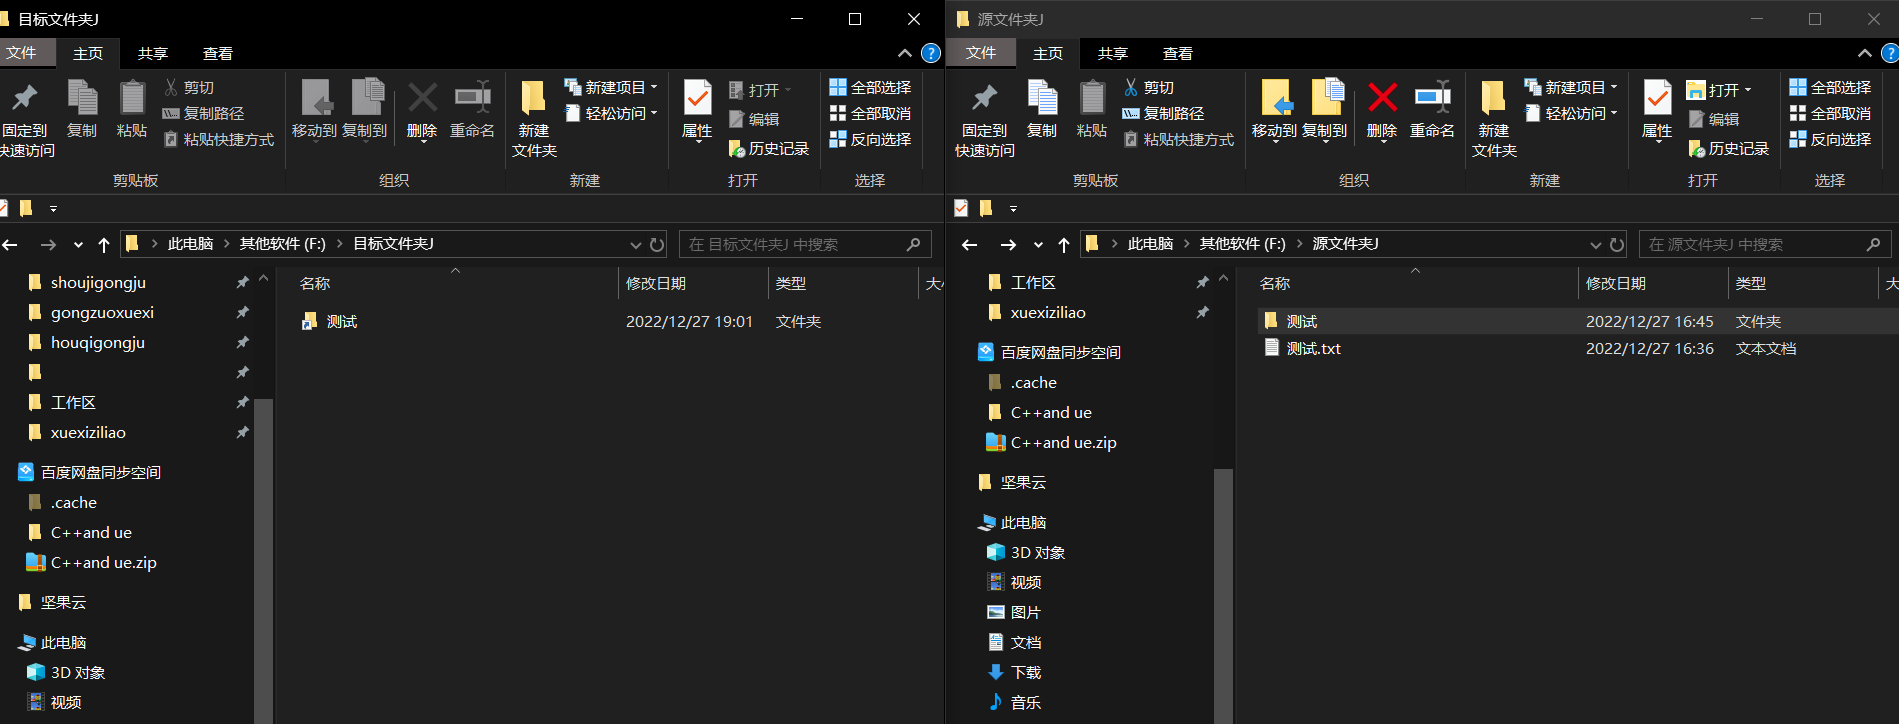 目标文件夹J
文件 主页 共享 查看
固定到快速访问
复制
粘贴
剪切
复制路径
粘贴快捷方式
剪贴板
移动到
复制到
删除
重命名
组织
新建文件夹
新建项目
轻松访问
新建
属性
打开
编辑
历史记录
打开
全部选择
全部取消
反向选择
选择
此电脑 其他软件 (F:) 目标文件夹J
在 目标文件夹J 中搜索
shoujigongju
gongzuoxuexi
houqigongju
工作区
xuexiziliao
百度网盘同步空间
.cache
C++and ue
C++and ue.zip
坚果云
此电脑
3D 对象
视频
名称 修改日期 类型 大
测试 2022/12/27 19:01 文件夹
源文件夹J
文件 主页 共享 查看
固定到快速访问
复制
粘贴
剪切
复制路径
粘贴快捷方式
剪贴板
移动到
复制到
删除
重命名
组织
新建文件夹
新建项目
轻松访问
新建
属性
打开
编辑
历史记录
打开
全部选择
全部取消
反向选择
选择
此电脑 其他软件 (F:) 源文件夹J
在 源文件夹J 中搜索
工作区
xuexiziliao
百度网盘同步空间
.cache
C++and ue
C++and ue.zip
坚果云
此电脑
3D 对象
视频
图片
文档
下载
音乐
名称 修改日期 类型 大
测试 2022/12/27 16:45 文件夹
测试.txt 2022/12/27 16:36 文本文档